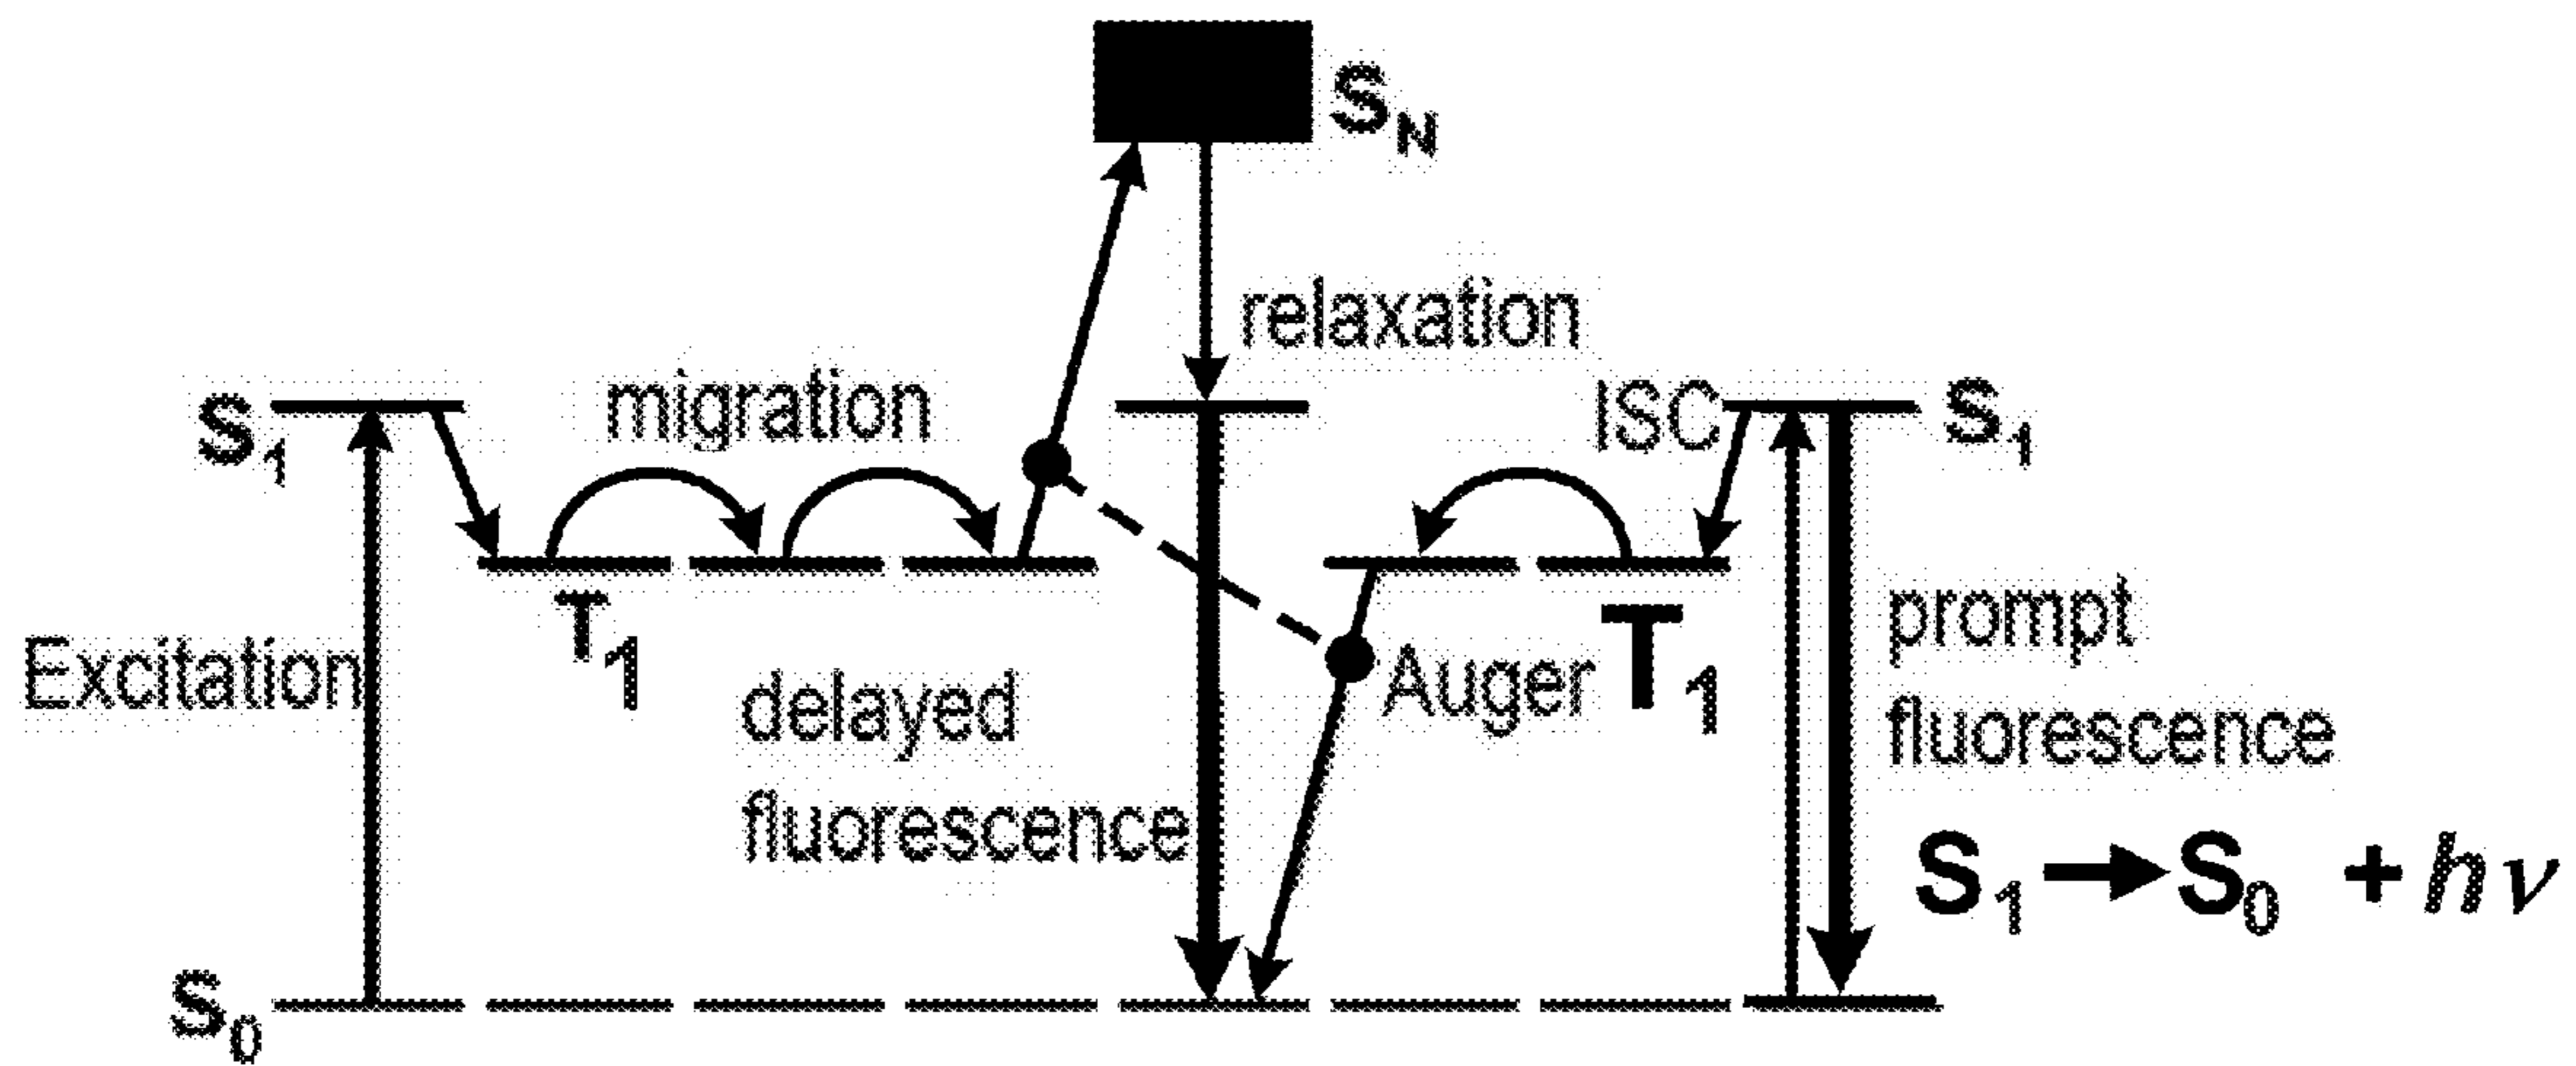 S_N
relaxation
migration
ISC
S_1
S_1
T_1
T_1
Excitation
delayed
fluorescence
Auger
prompt
fluorescence
S_1 → S_0 + hν
S_0